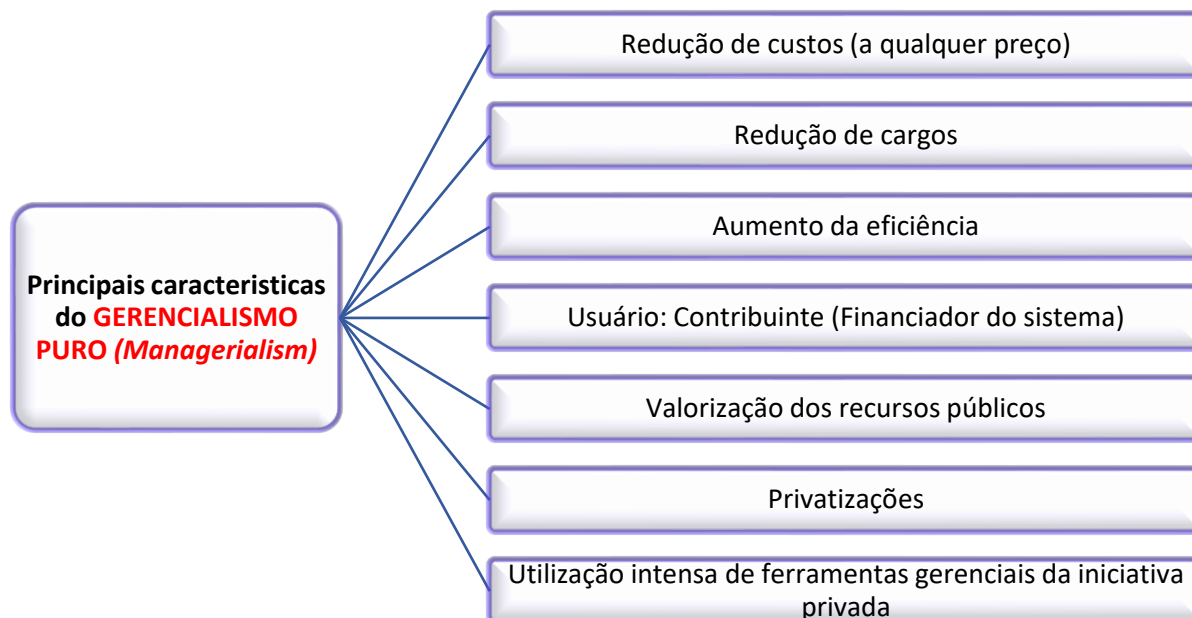 Principais caracteristicas
do GERENCIALISMO
PURO (Managerialism)
Redução de custos (a qualquer preço)
Redução de cargos
Aumento da eficiência
Usuário: Contribuinte (Financiador do sistema)
Valorização dos recursos públicos
Privatizações
Utilização intensa de ferramentas gerenciais da iniciativa
privada